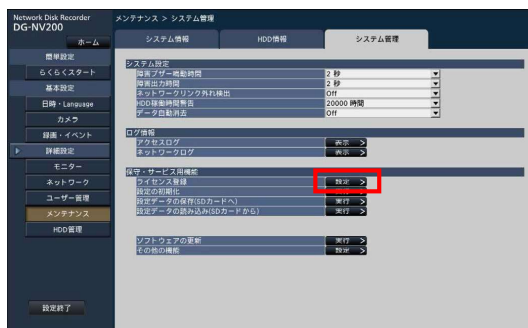 Network Disk Recorder
DG-NV200
メンテナンス > システム管理
ホーム
システム情報
HDD情報
システム管理
簡単設定
らくらくスタート
基本設定
日時・Language
カメラ
録画・イベント
詳細設定
モニター
ネットワーク
ユーザー管理
メンテナンス
HDD管理
設定終了
システム設定
障害ブザー鳴動時間 2 秒
障害出力時間 2 秒
ネットワークリンク外れ検出 Off
HDD稼働時間警告 20000 時間
データ自動消去 Off
ログ情報
アクセスログ 表示 >
ネットワークログ 表示 >
保守・サービス用機能
ライセンス登録 設定 >
設定の初期化 実行 >
設定データの保存(SDカードへ) 実行 >
設定データの読み込み(SDカードから) 実行 >
ソフトウェアの更新 実行 >
その他の機能 設定 >